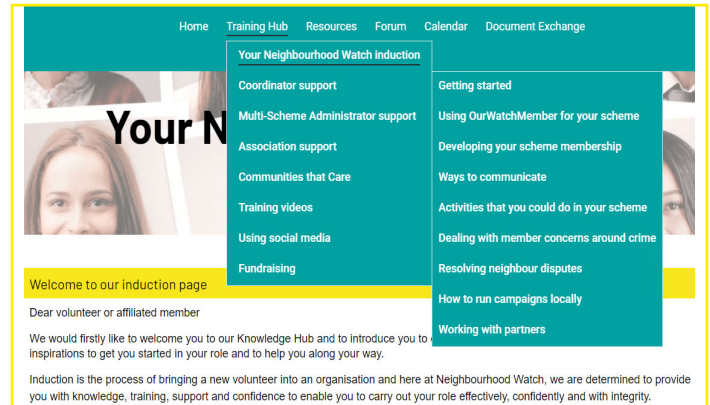 Home Training Hub Resources Forum Calendar Document Exchange
Your Neighbourhood Watch induction
Coordinator support
Multi-Scheme Administrator support
Association support
Communities that Care
Training videos
Using social media
Fundraising
Getting started
Using OurWatchMember for your scheme
Developing your scheme membership
Ways to communicate
Activities that you could do in your scheme
Dealing with member concerns around crime
Resolving neighbour disputes
How to run campaigns locally
Working with partners
Your N
Welcome to our induction page
Dear volunteer or affiliated member
We would firstly like to welcome you to our Knowledge Hub and to introduce you to
inspirations to get you started in your role and to help you along your way.
Induction is the process of bringing a new volunteer into an organisation and here at Neighbourhood Watch, we are determined to provide
you with knowledge, training, support and confidence to enable you to carry out your role effectively, confidently and with integrity.